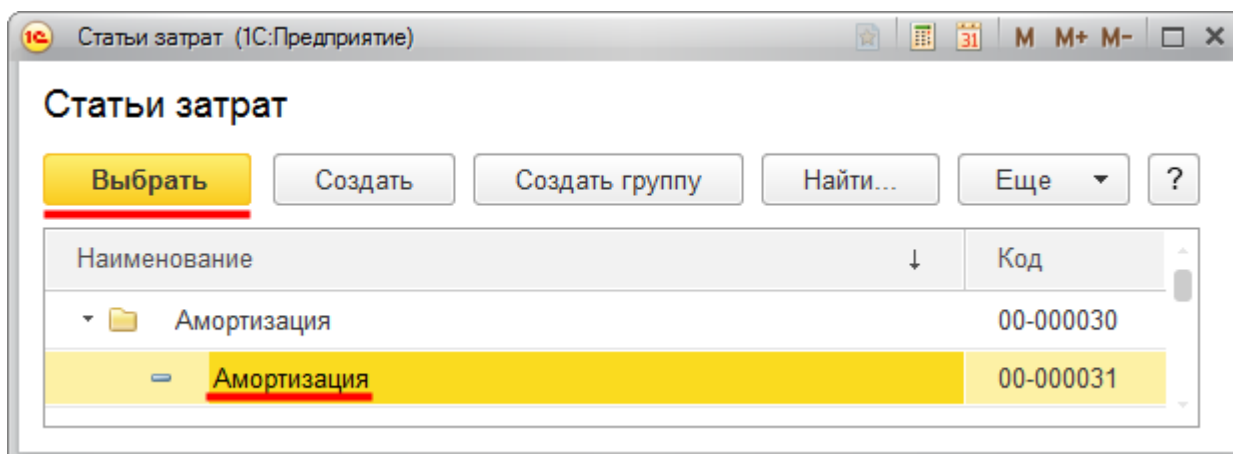 1С Статьи затрат (1С:Предприятие) 31 M M+ M-
Статьи затрат
Выбрать Создать Создать группу Найти... Еще ?
Наименование ↓ Код
Амортизация 00-000030
Амортизация 00-000031